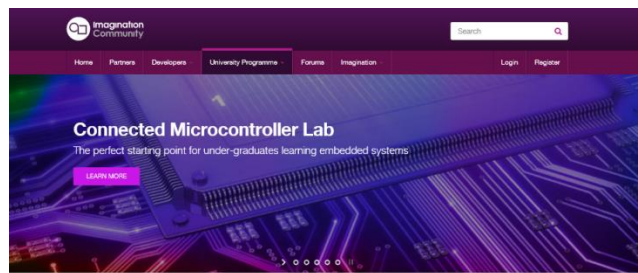 Imagination
Community
Search
Home Partners Developers University Programme Forums Imagination Login Register
Connected Microcontroller Lab
The perfect starting point for under-graduates learning embedded systems
LEARN MORE